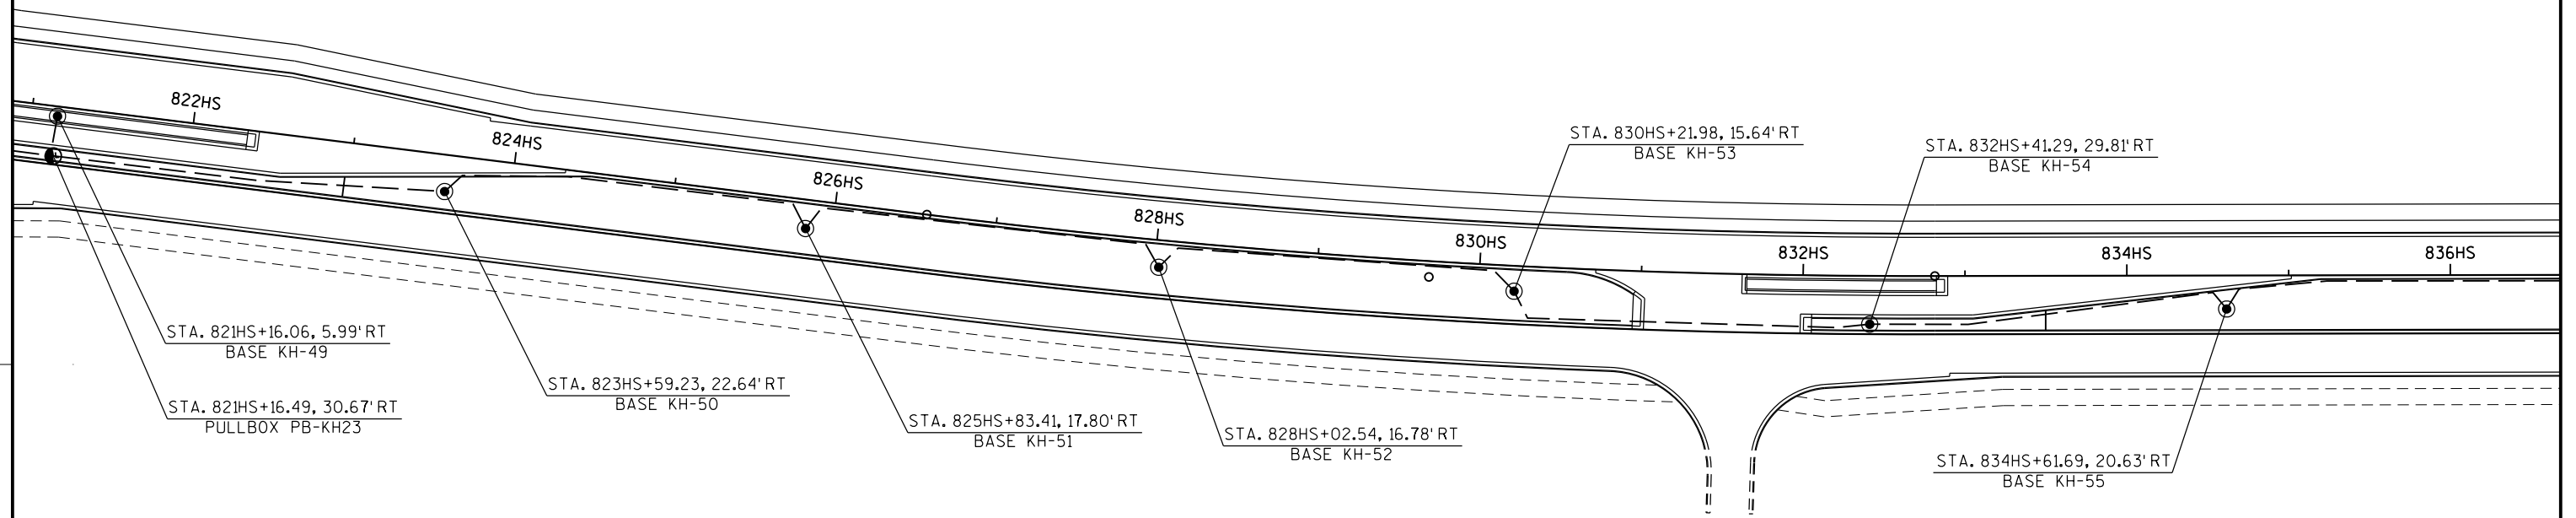 822HS
824HS
826HS
828HS
830HS
832HS
834HS
836HS
STA. 830HS+21.98, 15.64' RT
BASE KH-53
STA. 832HS+41.29, 29.81' RT
BASE KH-54
STA. 821HS+16.06, 5.99' RT
BASE KH-49
STA. 821HS+16.49, 30.67' RT
PULLBOX PB-KH23
STA. 823HS+59.23, 22.64' RT
BASE KH-50
STA. 825HS+83.41, 17.80' RT
BASE KH-51
STA. 828HS+02.54, 16.78' RT
BASE KH-52
STA. 834HS+61.69, 20.63' RT
BASE KH-55